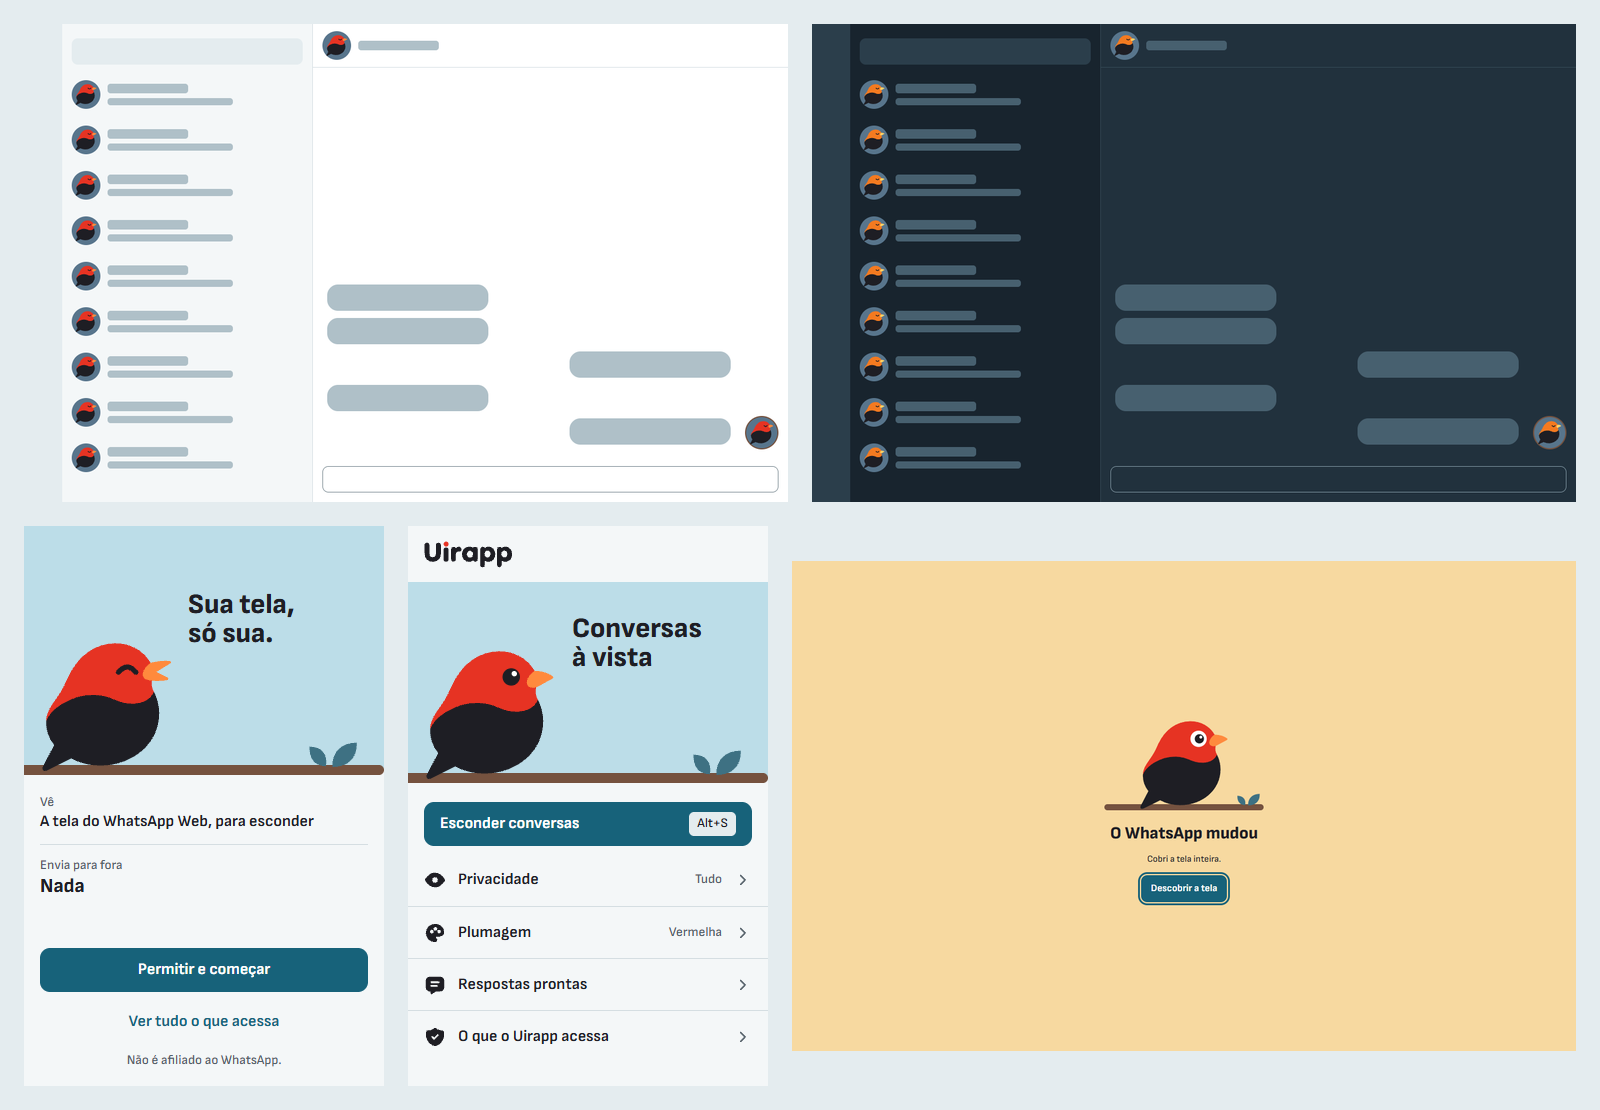 Sua tela,
só sua.
Vê
A tela do WhatsApp Web, para esconder
Envia para fora
Nada
Permitir e começar
Ver tudo o que acessa
Não é afiliado ao WhatsApp.
Uirapp
Conversas
à vista
Esconder conversas Alt+S
Privacidade Tudo
Plumagem Vermelha
Respostas prontas
O que o Uirapp acessa
O WhatsApp mudou
Cobri a tela inteira.
Descobrir a tela